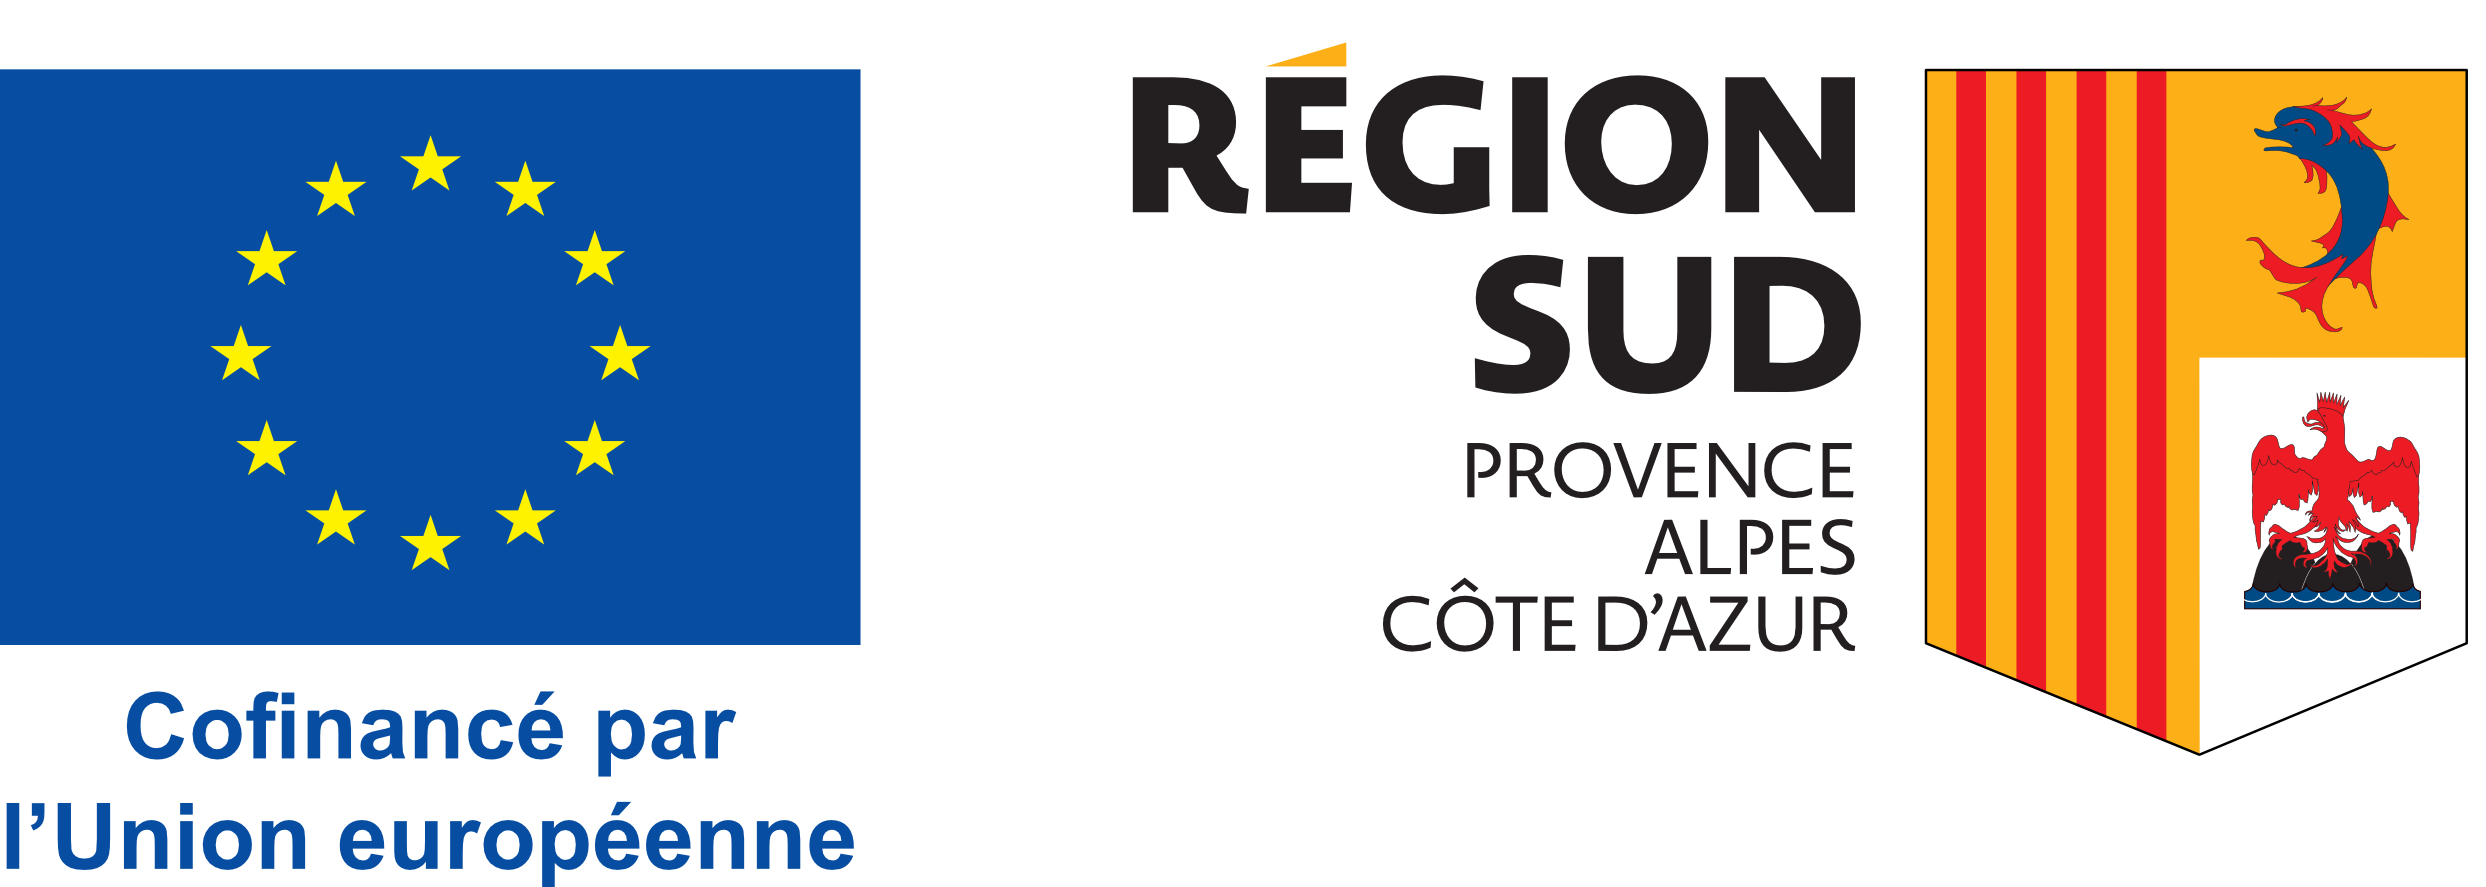 Cofinancé par
l’Union européenne
RÉGION
SUD
PROVENCE
ALPES
CÔTE D’AZUR